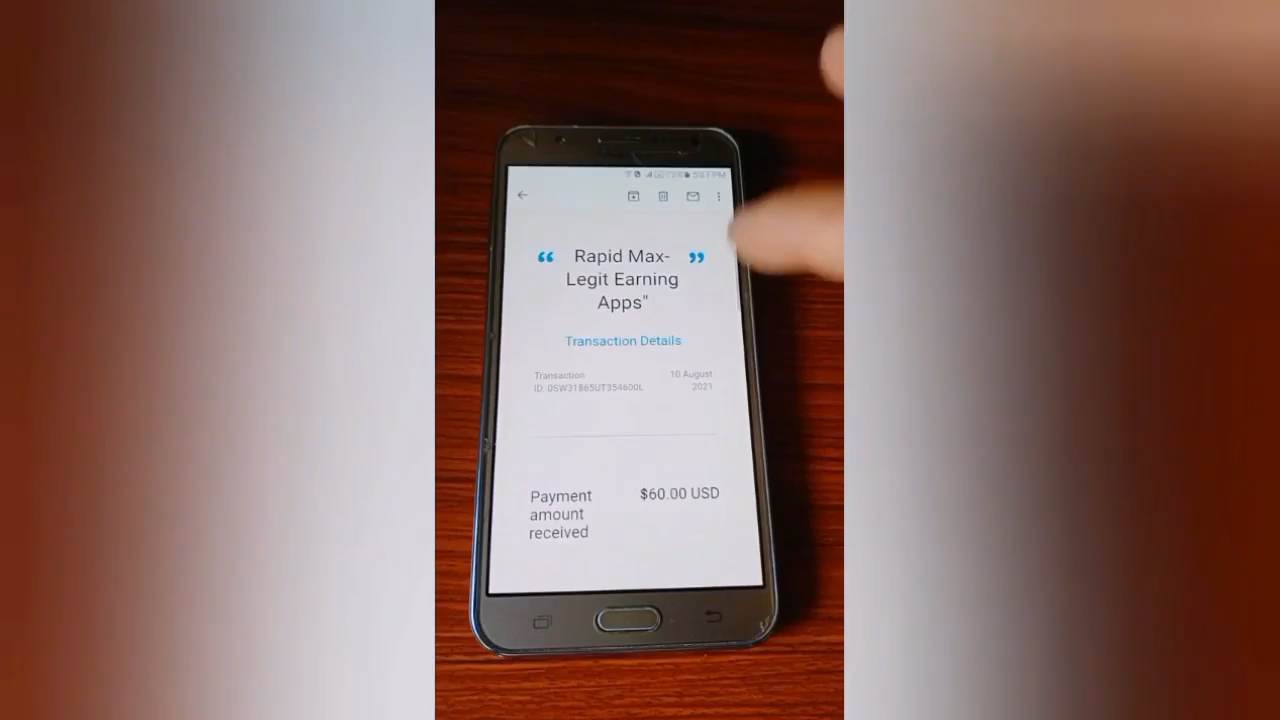 “ Rapid Max- ”
Legit Earning
Apps"
Transaction Details
Transaction 10 August
ID: 0SW31865UT354600L 2021
Payment $60.00 USD
amount
received